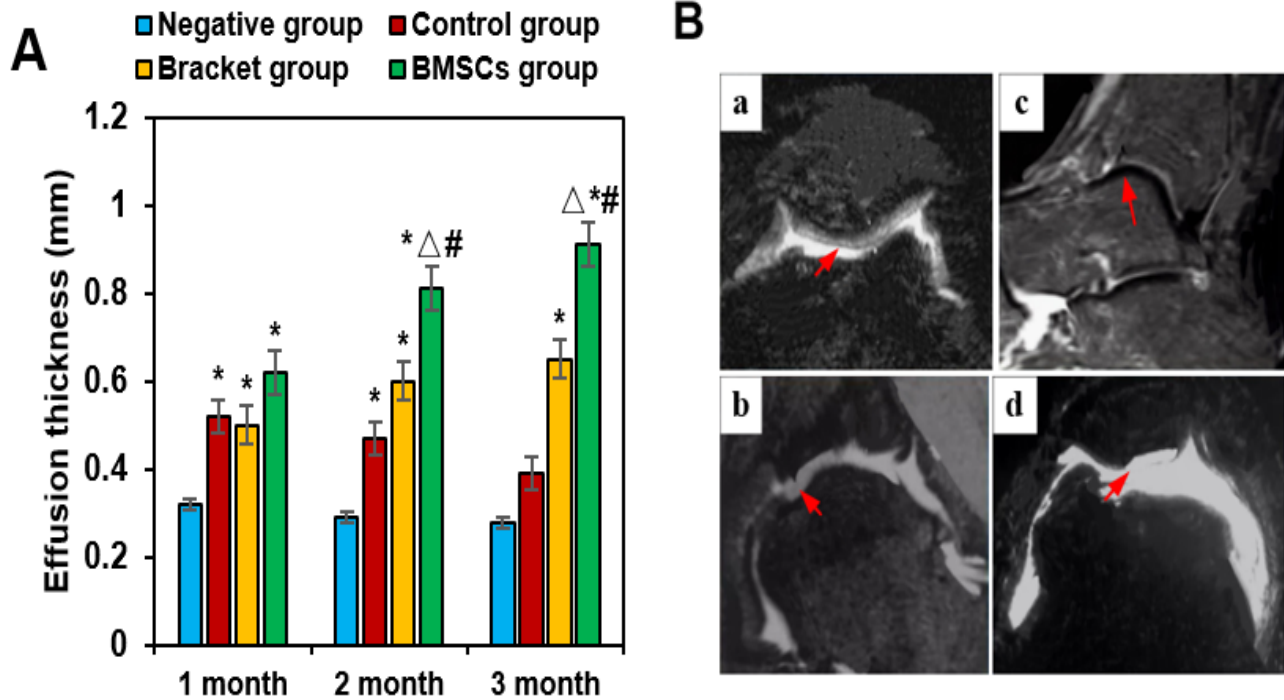 A
Negative group Control group
Bracket group BMSCs group
Effusion thickness (mm)
1.2
1
0.8
0.6
0.4
0.2
0
* * *
* * * △ #
* △ *#
1 month 2 month 3 month
B
a
c
b
d